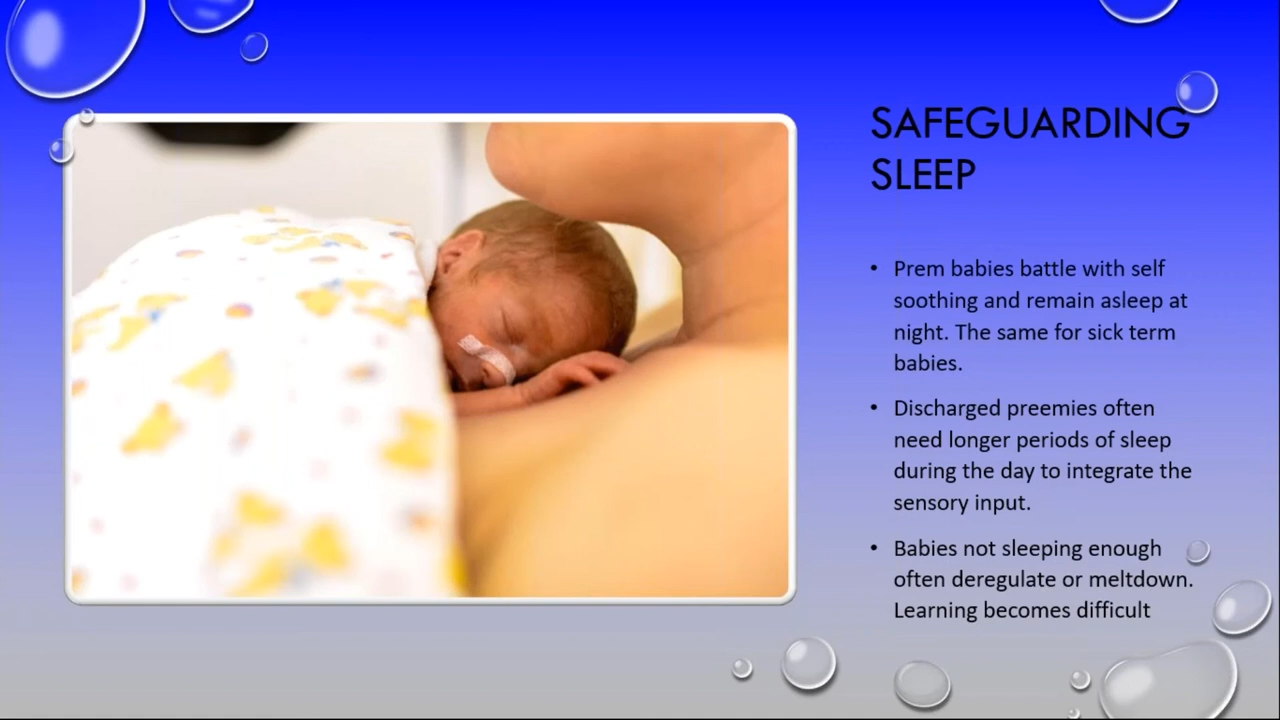 SAFEGUARDING
SLEEP
• Prem babies battle with self
soothing and remain asleep at
night. The same for sick term
babies.
• Discharged preemies often
need longer periods of sleep
during the day to integrate the
sensory input.
• Babies not sleeping enough
often deregulate or meltdown.
Learning becomes difficult